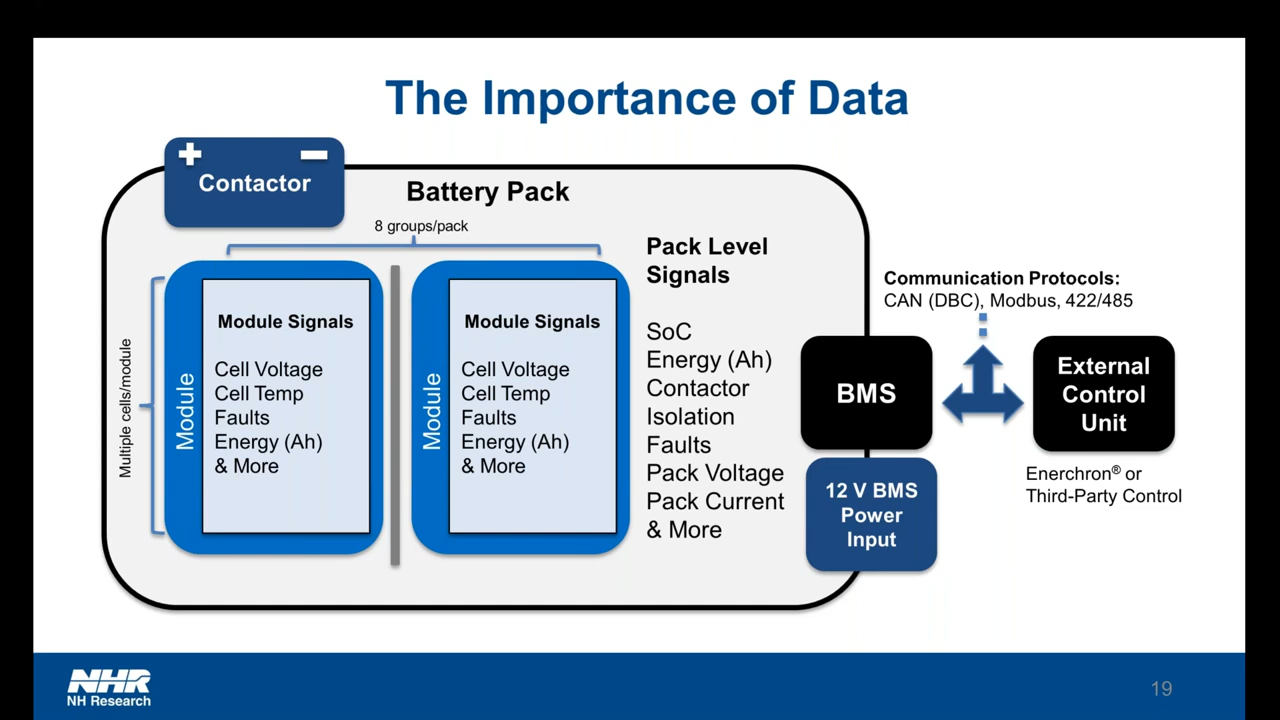 The Importance of Data
+ −
Contactor
Battery Pack
8 groups/pack
Multiple cells/module
Module
Module Signals
Cell Voltage
Cell Temp
Faults
Energy (Ah)
& More
Module
Module Signals
Cell Voltage
Cell Temp
Faults
Energy (Ah)
& More
Pack Level
Signals
SoC
Energy (Ah)
Contactor
Isolation
Faults
Pack Voltage
Pack Current
& More
BMS
12 V BMS
Power
Input
Communication Protocols:
CAN (DBC), Modbus, 422/485
External
Control
Unit
Enerchron® or
Third-Party Control
NHR
NH Research
19